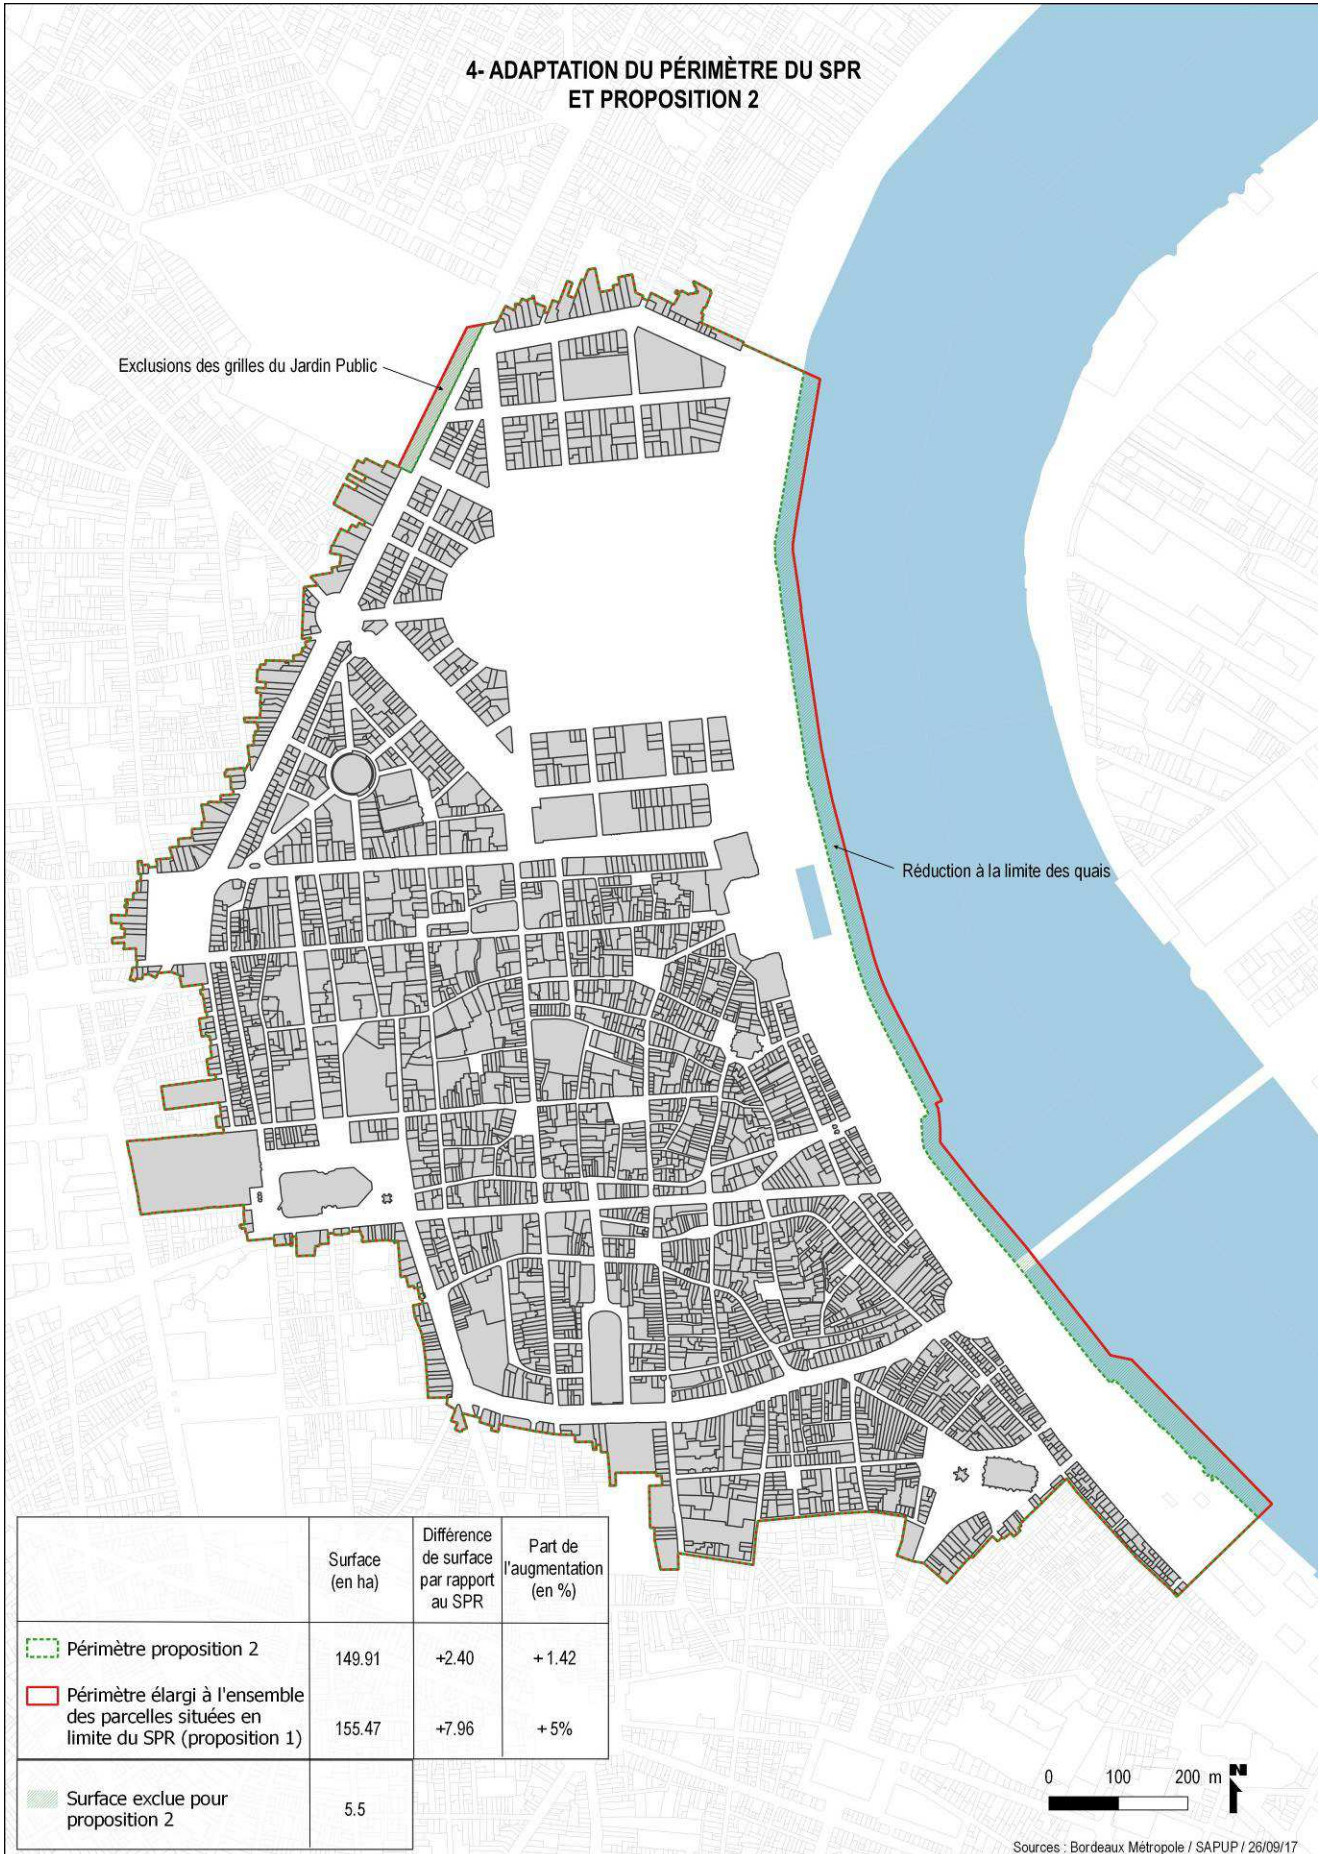 4- ADAPTATION DU PÉRIMÈTRE DU SPR
ET PROPOSITION 2
Exclusions des grilles du Jardin Public
Réduction à la limite des quais
Surface
(en ha)
Différence
de surface
par rapport
au SPR
Part de
l'augmentation
(en %)
Périmètre proposition 2
149.91
+2.40
+ 1.42
Périmètre élargi à l'ensemble
des parcelles situées en
limite du SPR (proposition 1)
155.47
+7.96
+ 5%
Surface exclue pour
proposition 2
5.5
0 100 200 m
N
Sources : Bordeaux Métropole / SAPUP / 26/09/17